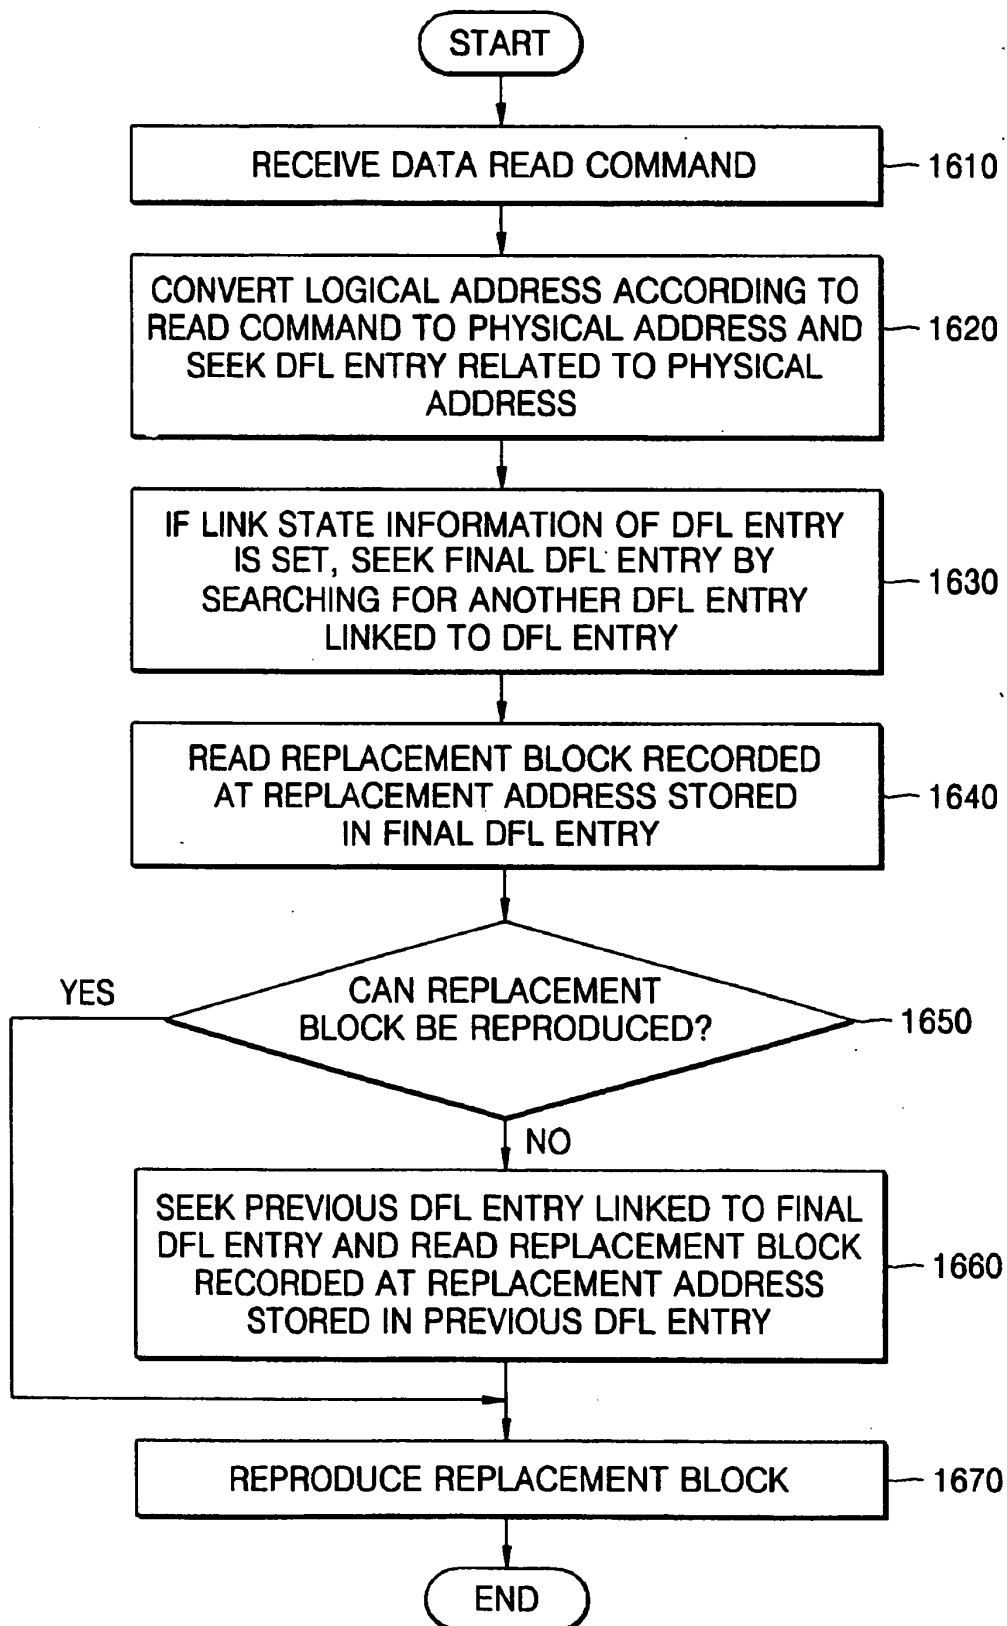 START
RECEIVE DATA READ COMMAND
1610
CONVERT LOGICAL ADDRESS ACCORDING TO
READ COMMAND TO PHYSICAL ADDRESS AND
SEEK DFL ENTRY RELATED TO PHYSICAL
ADDRESS
1620
IF LINK STATE INFORMATION OF DFL ENTRY
IS SET, SEEK FINAL DFL ENTRY BY
SEARCHING FOR ANOTHER DFL ENTRY
LINKED TO DFL ENTRY
1630
READ REPLACEMENT BLOCK RECORDED
AT REPLACEMENT ADDRESS STORED
IN FINAL DFL ENTRY
1640
YES
CAN REPLACEMENT
BLOCK BE REPRODUCED?
1650
NO
SEEK PREVIOUS DFL ENTRY LINKED TO FINAL
DFL ENTRY AND READ REPLACEMENT BLOCK
RECORDED AT REPLACEMENT ADDRESS
STORED IN PREVIOUS DFL ENTRY
1660
REPRODUCE REPLACEMENT BLOCK
1670
END